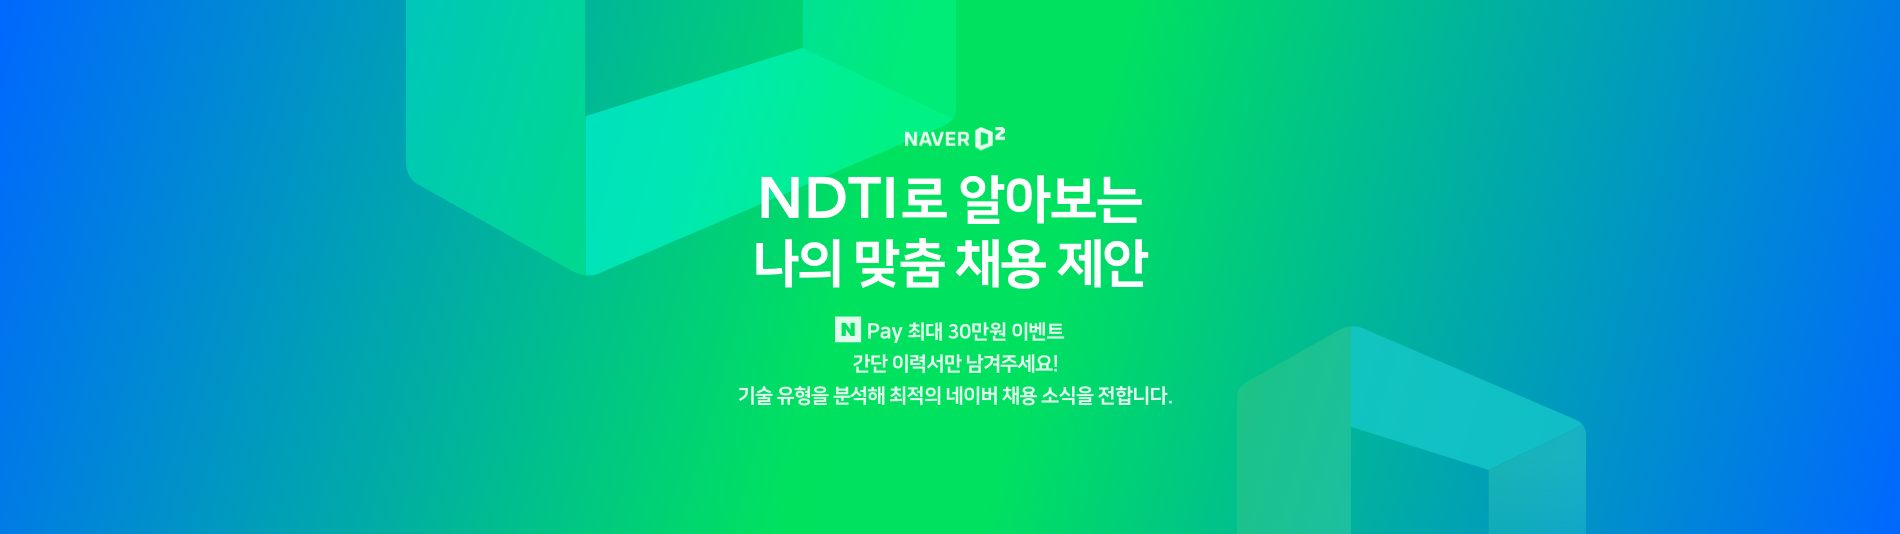 NAVER D2
NDTI로 알아보는
나의 맞춤 채용 제안
N Pay 최대 30만원 이벤트
간단 이력서만 남겨주세요!
기술 유형을 분석해 최적의 네이버 채용 소식을 전합니다.